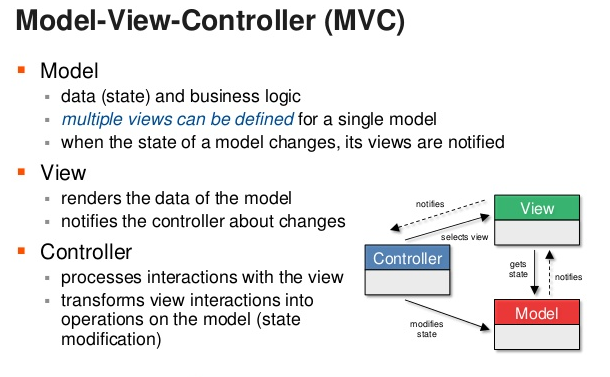 Model-View-Controller (MVC)
Model
data (state) and business logic
multiple views can be defined for a single model
when the state of a model changes, its views are notified
View
renders the data of the model
notifies the controller about changes
Controller
processes interactions with the view
transforms view interactions into
operations on the model (state
modification)
notifies
View
selects view
Controller
gets
state
notifies
Model
modifies
state